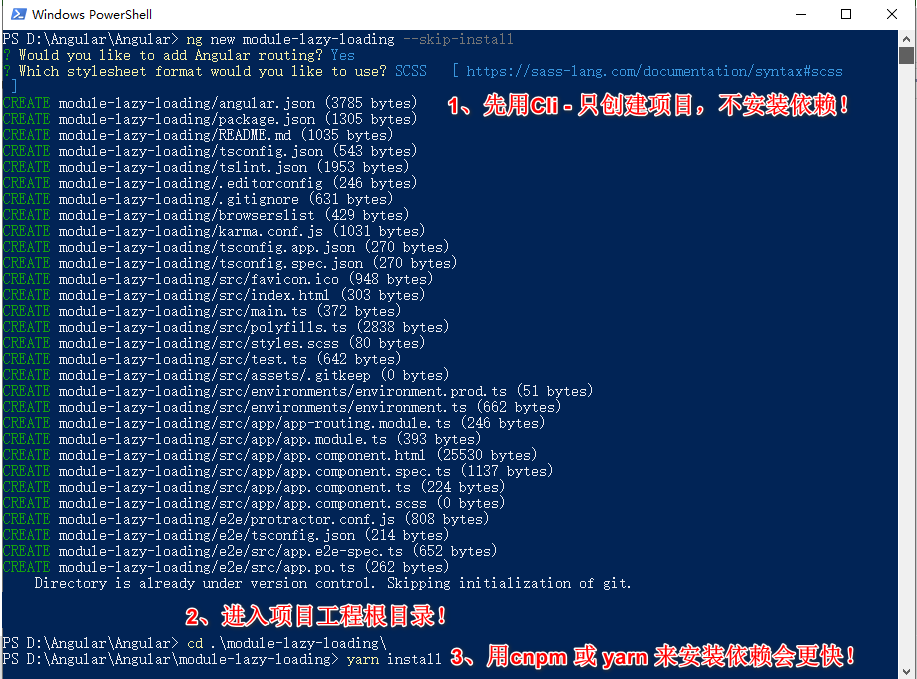 Windows PowerShell
PS D:\Angular\Angular> ng new module-lazy-loading --skip-install
? Would you like to add Angular routing? Yes
? Which stylesheet format would you like to use? SCSS   [ https://sass-lang.com/documentation/syntax#scss
 ]
CREATE module-lazy-loading/angular.json (3785 bytes)
1、先用Cli - 只创建项目，不安装依赖！
CREATE module-lazy-loading/package.json (1305 bytes)
CREATE module-lazy-loading/README.md (1035 bytes)
CREATE module-lazy-loading/tsconfig.json (543 bytes)
CREATE module-lazy-loading/tslint.json (1953 bytes)
CREATE module-lazy-loading/.editorconfig (246 bytes)
CREATE module-lazy-loading/.gitignore (631 bytes)
CREATE module-lazy-loading/browserslist (429 bytes)
CREATE module-lazy-loading/karma.conf.js (1031 bytes)
CREATE module-lazy-loading/tsconfig.app.json (270 bytes)
CREATE module-lazy-loading/tsconfig.spec.json (270 bytes)
CREATE module-lazy-loading/src/favicon.ico (948 bytes)
CREATE module-lazy-loading/src/index.html (303 bytes)
CREATE module-lazy-loading/src/main.ts (372 bytes)
CREATE module-lazy-loading/src/polyfills.ts (2838 bytes)
CREATE module-lazy-loading/src/styles.scss (80 bytes)
CREATE module-lazy-loading/src/test.ts (642 bytes)
CREATE module-lazy-loading/src/assets/.gitkeep (0 bytes)
CREATE module-lazy-loading/src/environments/environment.prod.ts (51 bytes)
CREATE module-lazy-loading/src/environments/environment.ts (662 bytes)
CREATE module-lazy-loading/src/app/app-routing.module.ts (246 bytes)
CREATE module-lazy-loading/src/app/app.module.ts (393 bytes)
CREATE module-lazy-loading/src/app/app.component.html (25530 bytes)
CREATE module-lazy-loading/src/app/app.component.spec.ts (1137 bytes)
CREATE module-lazy-loading/src/app/app.component.ts (224 bytes)
CREATE module-lazy-loading/src/app/app.component.scss (0 bytes)
CREATE module-lazy-loading/e2e/protractor.conf.js (808 bytes)
CREATE module-lazy-loading/e2e/tsconfig.json (214 bytes)
CREATE module-lazy-loading/e2e/src/app.e2e-spec.ts (652 bytes)
CREATE module-lazy-loading/e2e/src/app.po.ts (262 bytes)
Directory is already under version control. Skipping initialization of git.
2、进入项目工程根目录！
PS D:\Angular\Angular> cd .\module-lazy-loading\
PS D:\Angular\Angular\module-lazy-loading> yarn install
3、用cnpm 或 yarn 来安装依赖会更快！